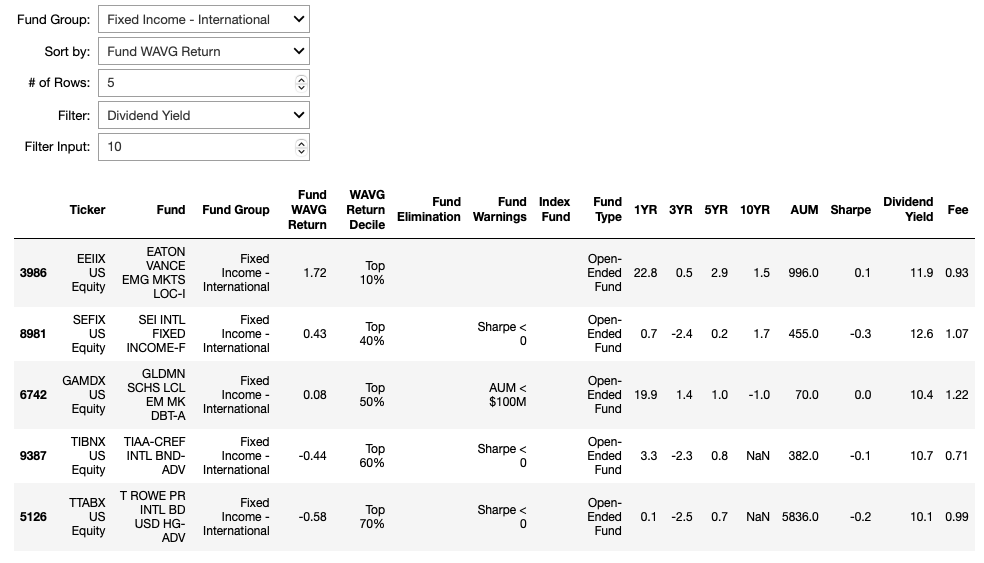 Fund Group: Fixed Income - International
Sort by: Fund WAVG Return
# of Rows: 5
Filter: Dividend Yield
Filter Input: 10
Ticker Fund Fund Group Fund WAVG Return WAVG Return Decile Fund Elimination Fund Warnings Index Fund Fund Type 1YR 3YR 5YR 10YR AUM Sharpe Dividend Yield Fee
3986 EEIIX US Equity EATON VANCE EMG MKTS LOC-I Fixed Income - International 1.72 Top 10% Open-Ended Fund 22.8 0.5 2.9 1.5 996.0 0.1 11.9 0.93
8981 SEFIX US Equity SEI INTL FIXED INCOME-F Fixed Income - International 0.43 Top 40% Sharpe < 0 Open-Ended Fund 0.7 -2.4 0.2 1.7 455.0 -0.3 12.6 1.07
6742 GAMDX US Equity GLDMN SCHS LCL EM MK DBT-A Fixed Income - International 0.08 Top 50% AUM < $100M Open-Ended Fund 19.9 1.4 1.0 -1.0 70.0 0.0 10.4 1.22
9387 TIBNX US Equity TIAA-CREF INTL BND-ADV Fixed Income - International -0.44 Top 60% Sharpe < 0 Open-Ended Fund 3.3 -2.3 0.8 NaN 382.0 -0.1 10.7 0.71
5126 TTABX US Equity T ROWE PR INTL BD USD HG-ADV Fixed Income - International -0.58 Top 70% Sharpe < 0 Open-Ended Fund 0.1 -2.5 0.7 NaN 5836.0 -0.2 10.1 0.99